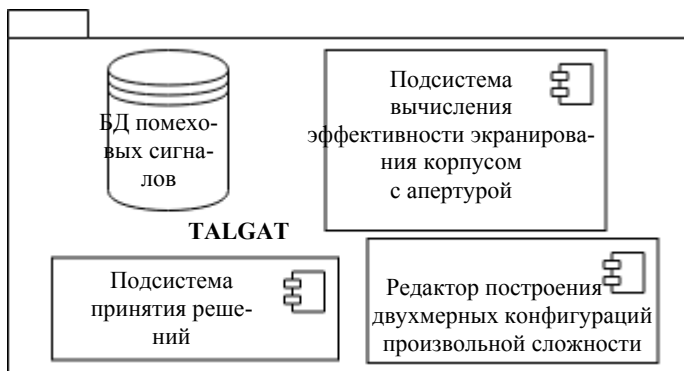 БД помехо-
вых сигна-
лов
Подсистема
вычисления
эффективности экранирова-
ния корпусом
с апертурой
TALGAT
Подсистема
принятия реше-
ний
Редактор построения
двухмерных конфигураций
произвольной сложности